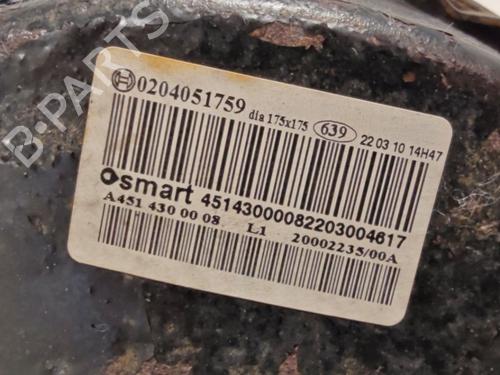 0204051759
dia 175x175 639 22 03 10 14H47
smart 45143000082203004617
A451 430 00 08 L1 20002235/00A
B-PARTS